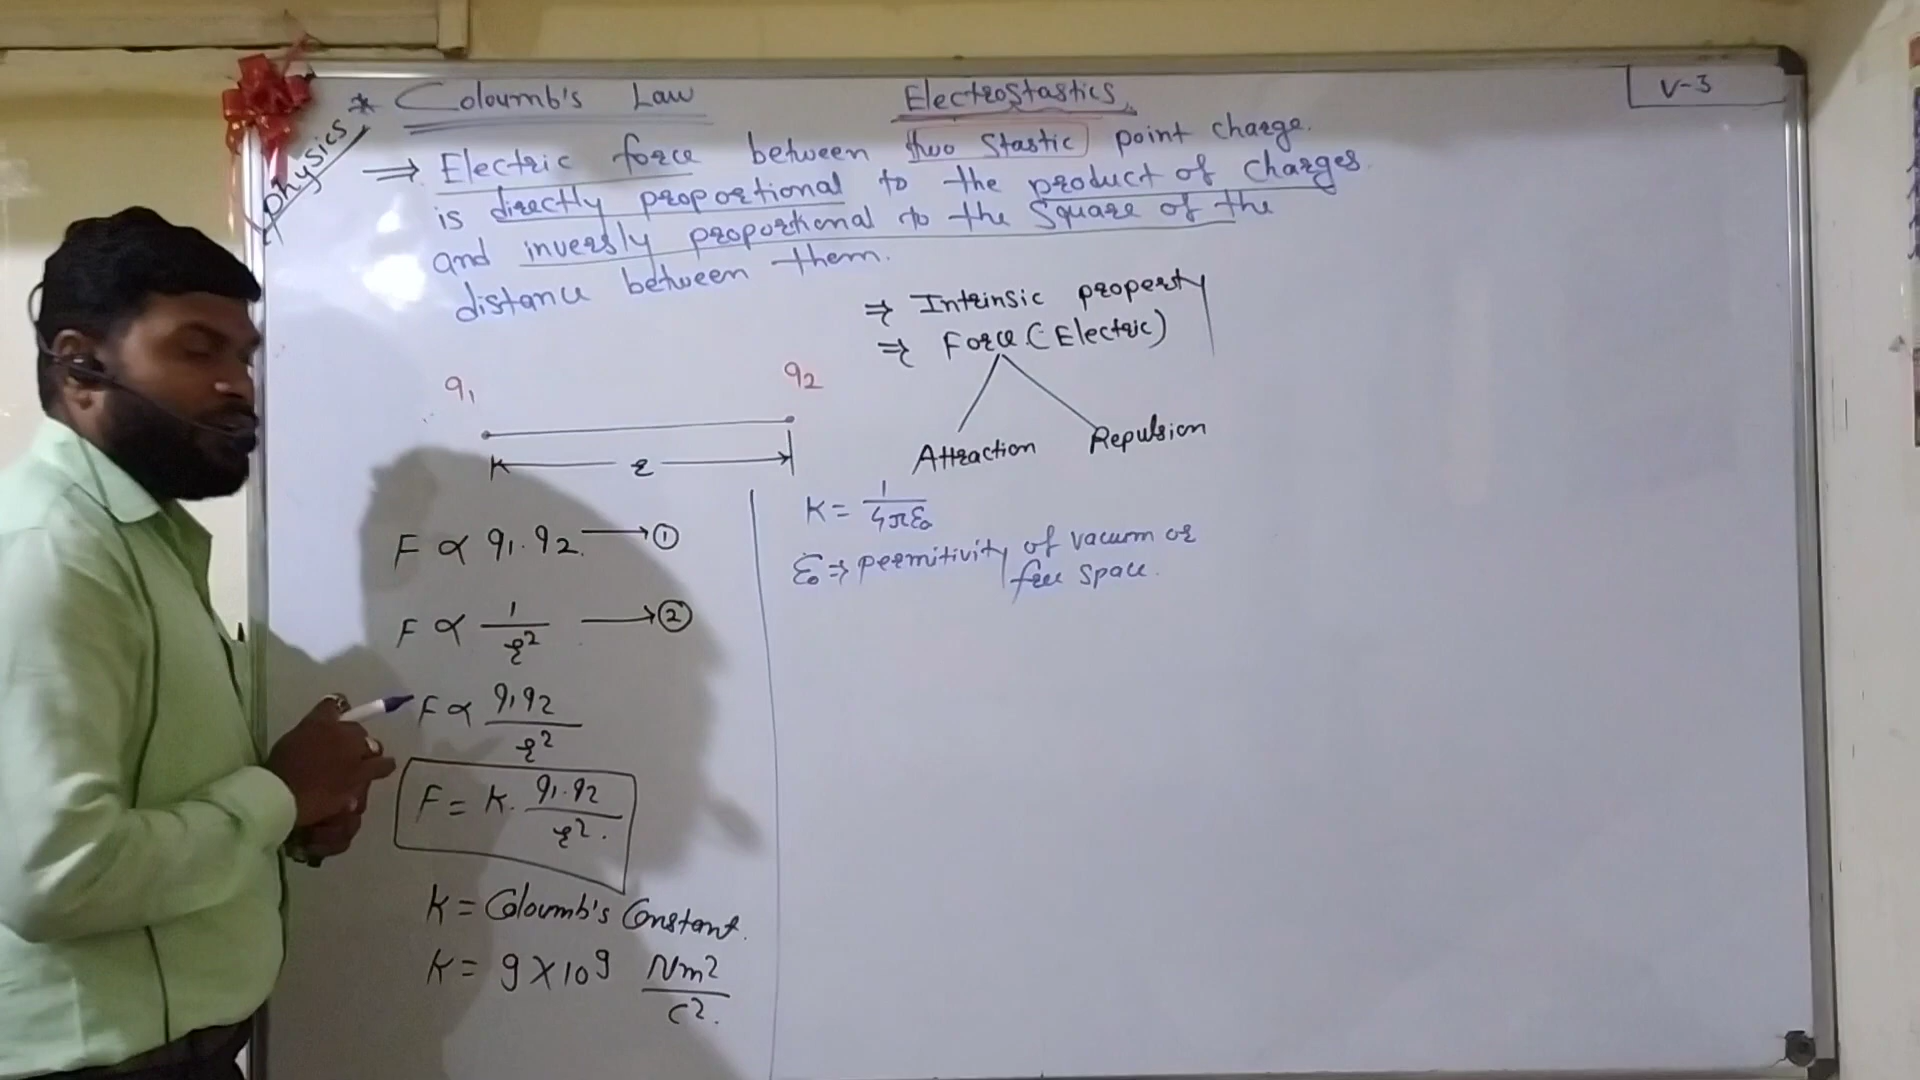 physics
* Coloumb's Law
Electrostastics
V-3
⇒ Electric force between two stastic point charge.
is directly proportional to the product of charges
and inversly proportional to the square of the
distance between them.
⇒ Intrinsic property
⇒ Force (Electric)
Attraction Repulsion
q1 q2
r
F ∝ q1.q2 → ①
F ∝ 1/r² → ②
F ∝ q1q2/r²
F = K. q1.q2/r².
K = Coloumb's Constant.
K = 9 × 10⁹ Nm²/C².
K = 1/4πε₀
ε₀ ⇒ permitivity of vacum or
free space.